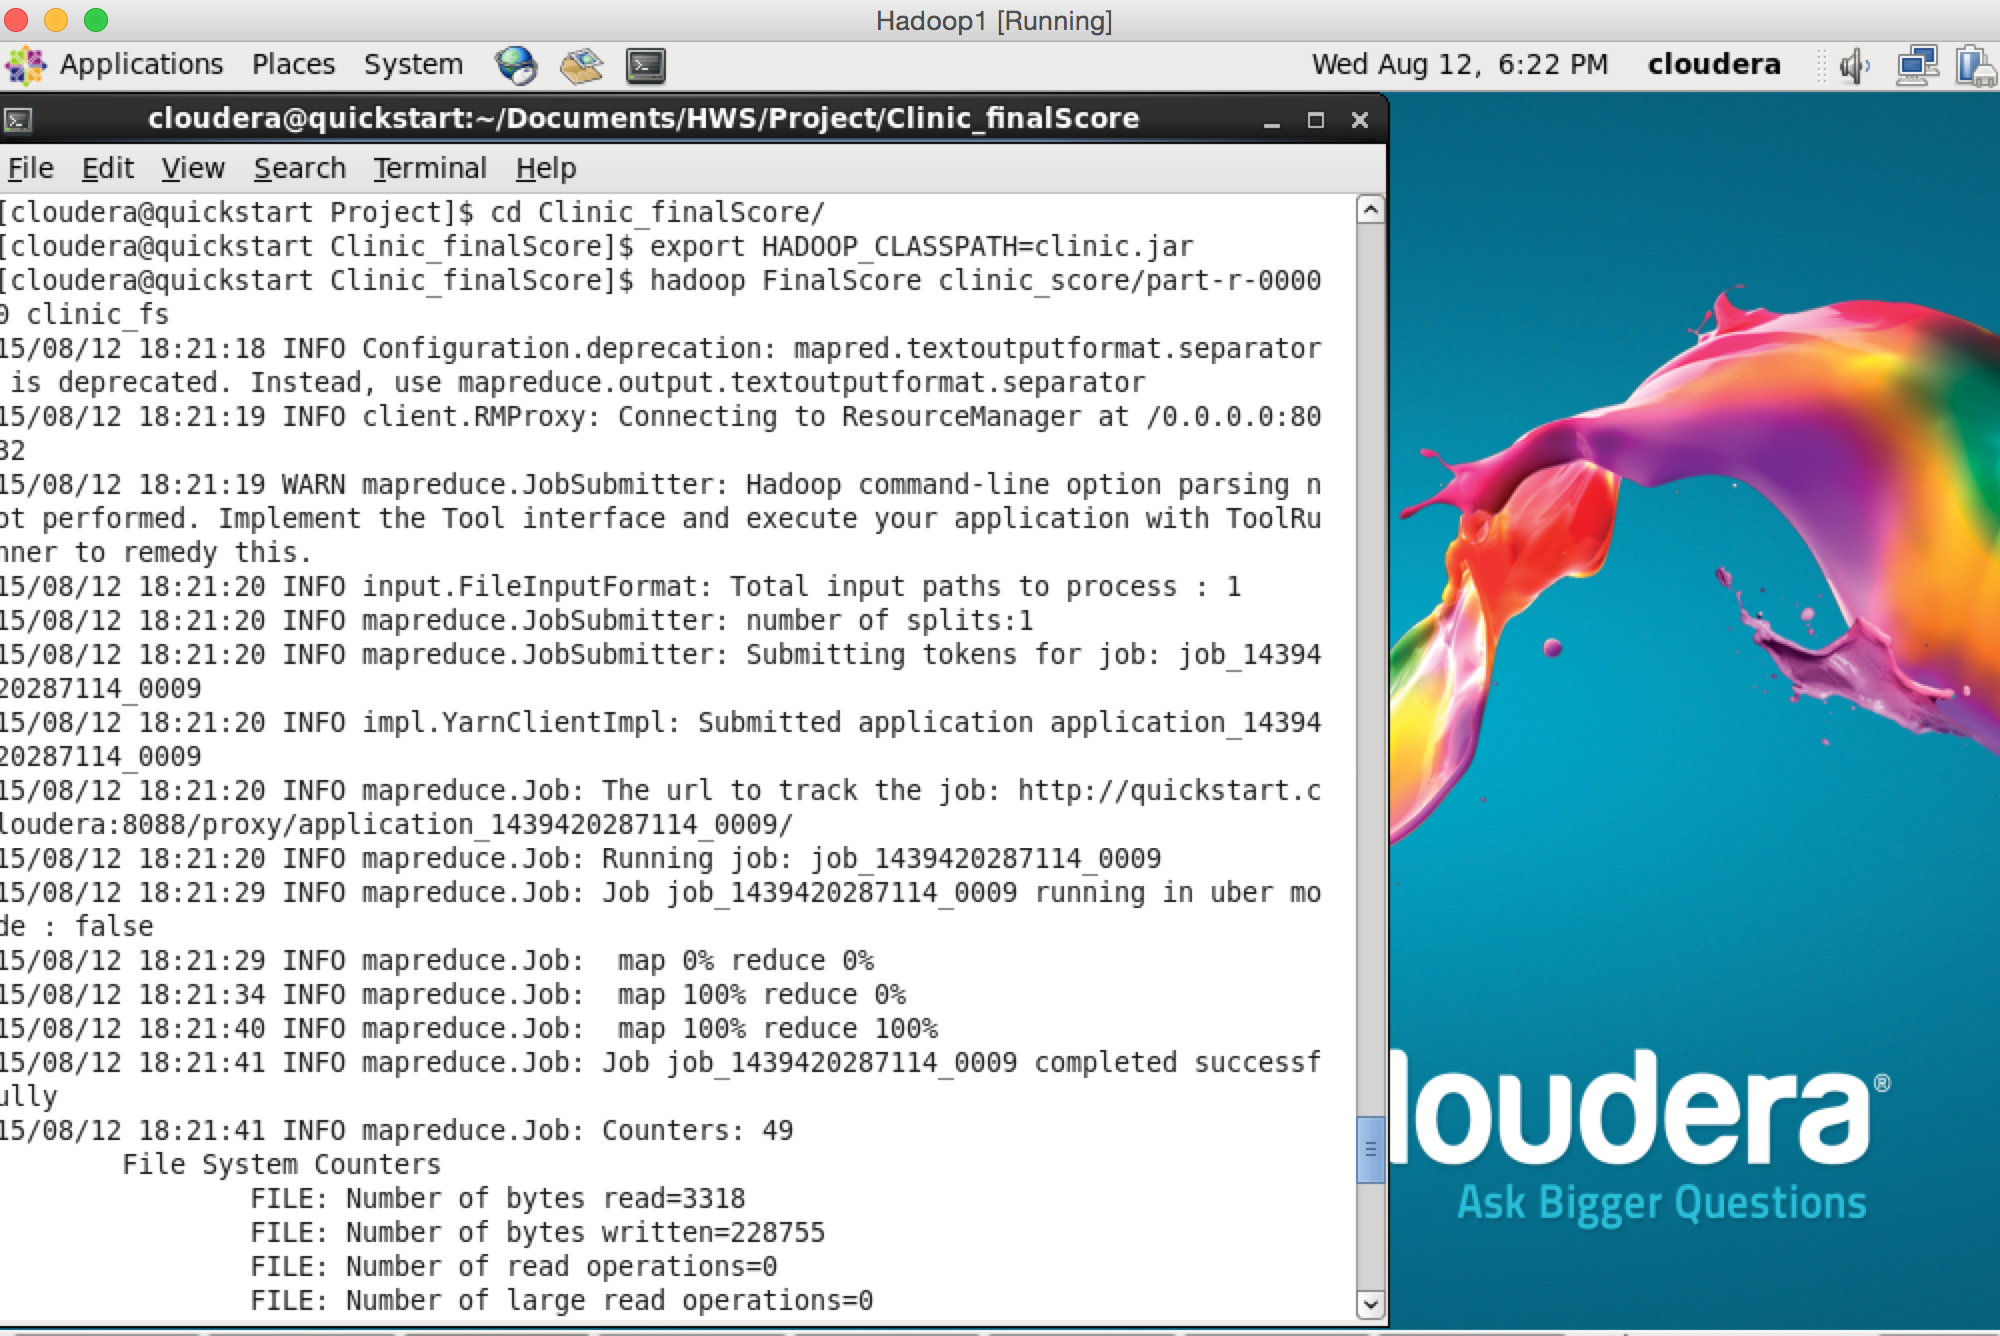 Hadoop1 [Running]
Applications Places System Wed Aug 12, 6:22 PM cloudera
cloudera@quickstart:~/Documents/HWS/Project/Clinic_finalScore
File Edit View Search Terminal Help
[cloudera@quickstart Project]$ cd Clinic_finalScore/
[cloudera@quickstart Clinic_finalScore]$ export HADOOP_CLASSPATH=clinic.jar
[cloudera@quickstart Clinic_finalScore]$ hadoop FinalScore clinic_score/part-r-0000
0 clinic_fs
15/08/12 18:21:18 INFO Configuration.deprecation: mapred.textoutputformat.separator
is deprecated. Instead, use mapreduce.output.textoutputformat.separator
15/08/12 18:21:19 INFO client.RMProxy: Connecting to ResourceManager at /0.0.0.0:80
32
15/08/12 18:21:19 WARN mapreduce.JobSubmitter: Hadoop command-line option parsing n
ot performed. Implement the Tool interface and execute your application with ToolRu
nner to remedy this.
15/08/12 18:21:20 INFO input.FileInputFormat: Total input paths to process : 1
15/08/12 18:21:20 INFO mapreduce.JobSubmitter: number of splits:1
15/08/12 18:21:20 INFO mapreduce.JobSubmitter: Submitting tokens for job: job_14394
20287114_0009
15/08/12 18:21:20 INFO impl.YarnClientImpl: Submitted application application_14394
20287114_0009
15/08/12 18:21:20 INFO mapreduce.Job: The url to track the job: http://quickstart.c
loudera:8088/proxy/application_1439420287114_0009/
15/08/12 18:21:20 INFO mapreduce.Job: Running job: job_1439420287114_0009
15/08/12 18:21:29 INFO mapreduce.Job: Job job_1439420287114_0009 running in uber mo
de : false
15/08/12 18:21:29 INFO mapreduce.Job:  map 0% reduce 0%
15/08/12 18:21:34 INFO mapreduce.Job:  map 100% reduce 0%
15/08/12 18:21:40 INFO mapreduce.Job:  map 100% reduce 100%
15/08/12 18:21:41 INFO mapreduce.Job: Job job_1439420287114_0009 completed successf
ully
15/08/12 18:21:41 INFO mapreduce.Job: Counters: 49
File System Counters
FILE: Number of bytes read=3318
FILE: Number of bytes written=228755
FILE: Number of read operations=0
FILE: Number of large read operations=0
loudera®
Ask Bigger Questions